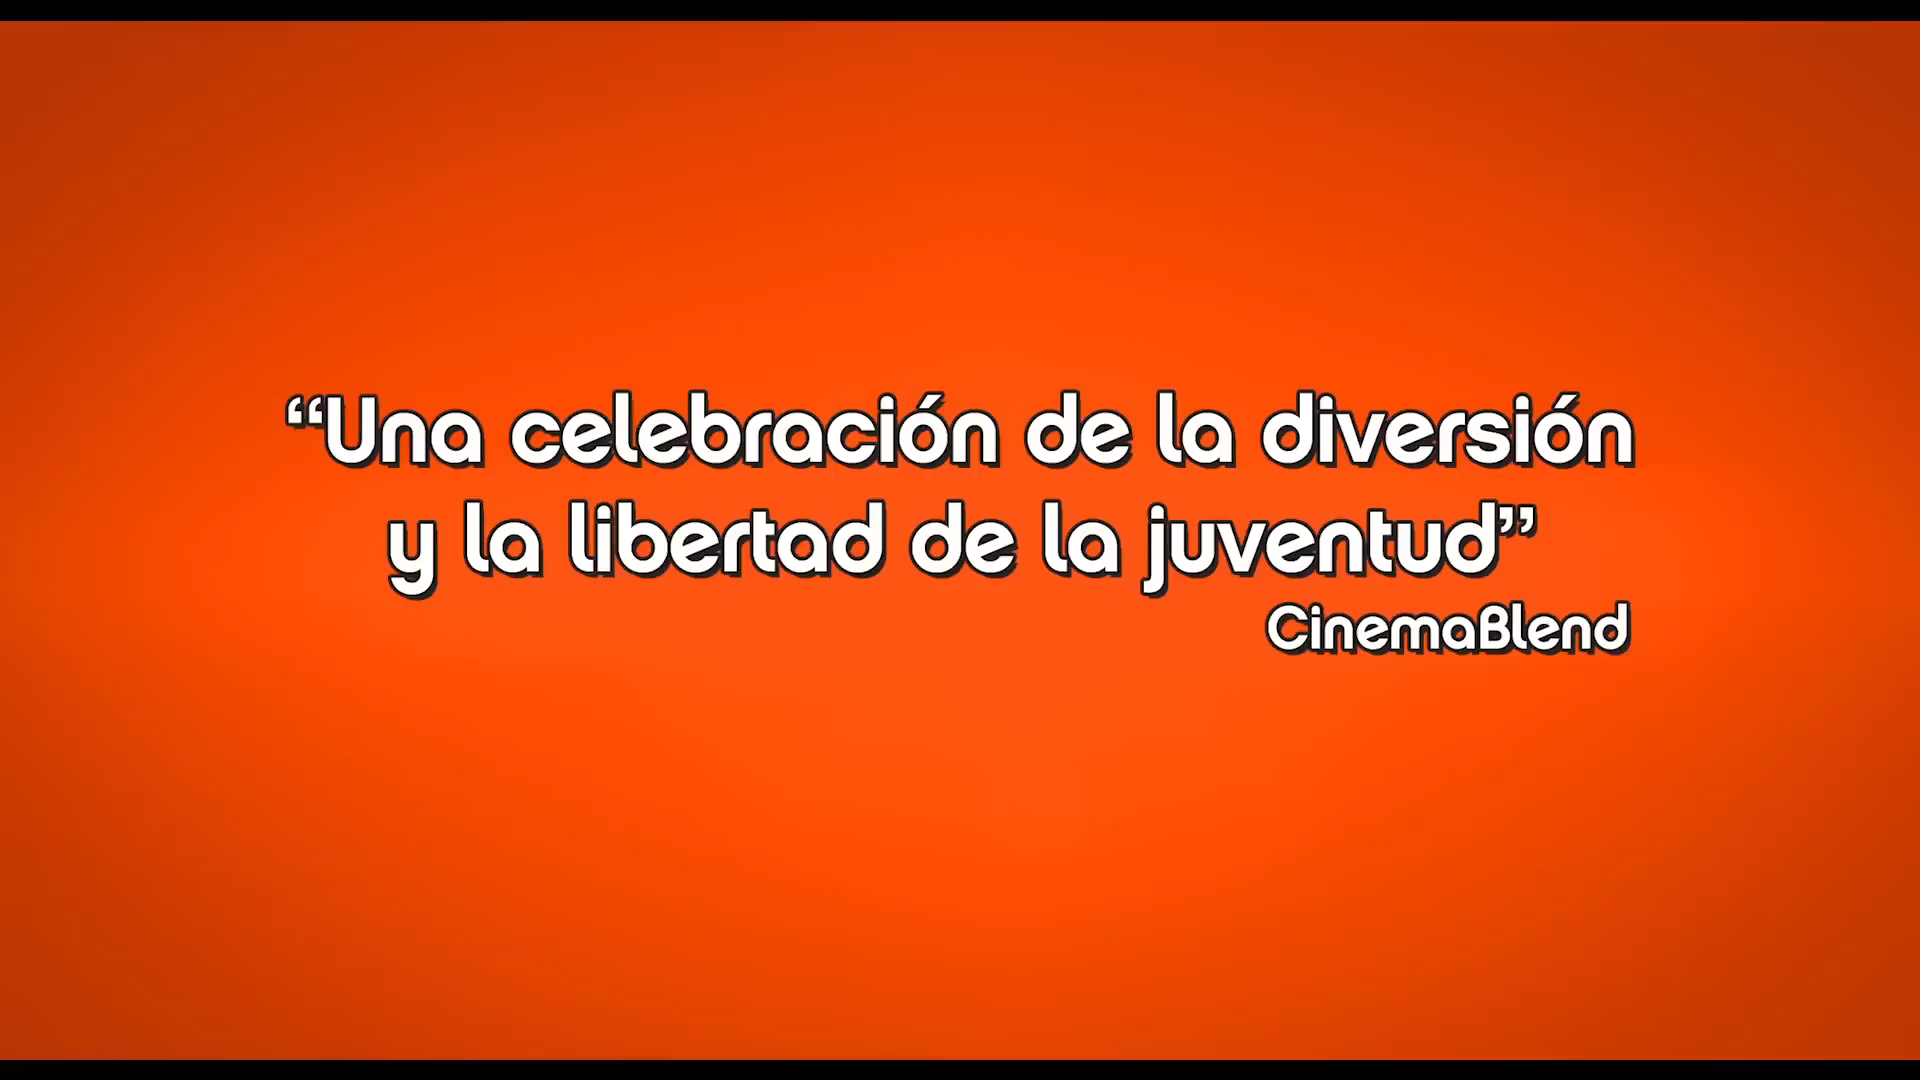 “Una celebración de la diversión
y la libertad de la juventud”
CinemaBlend